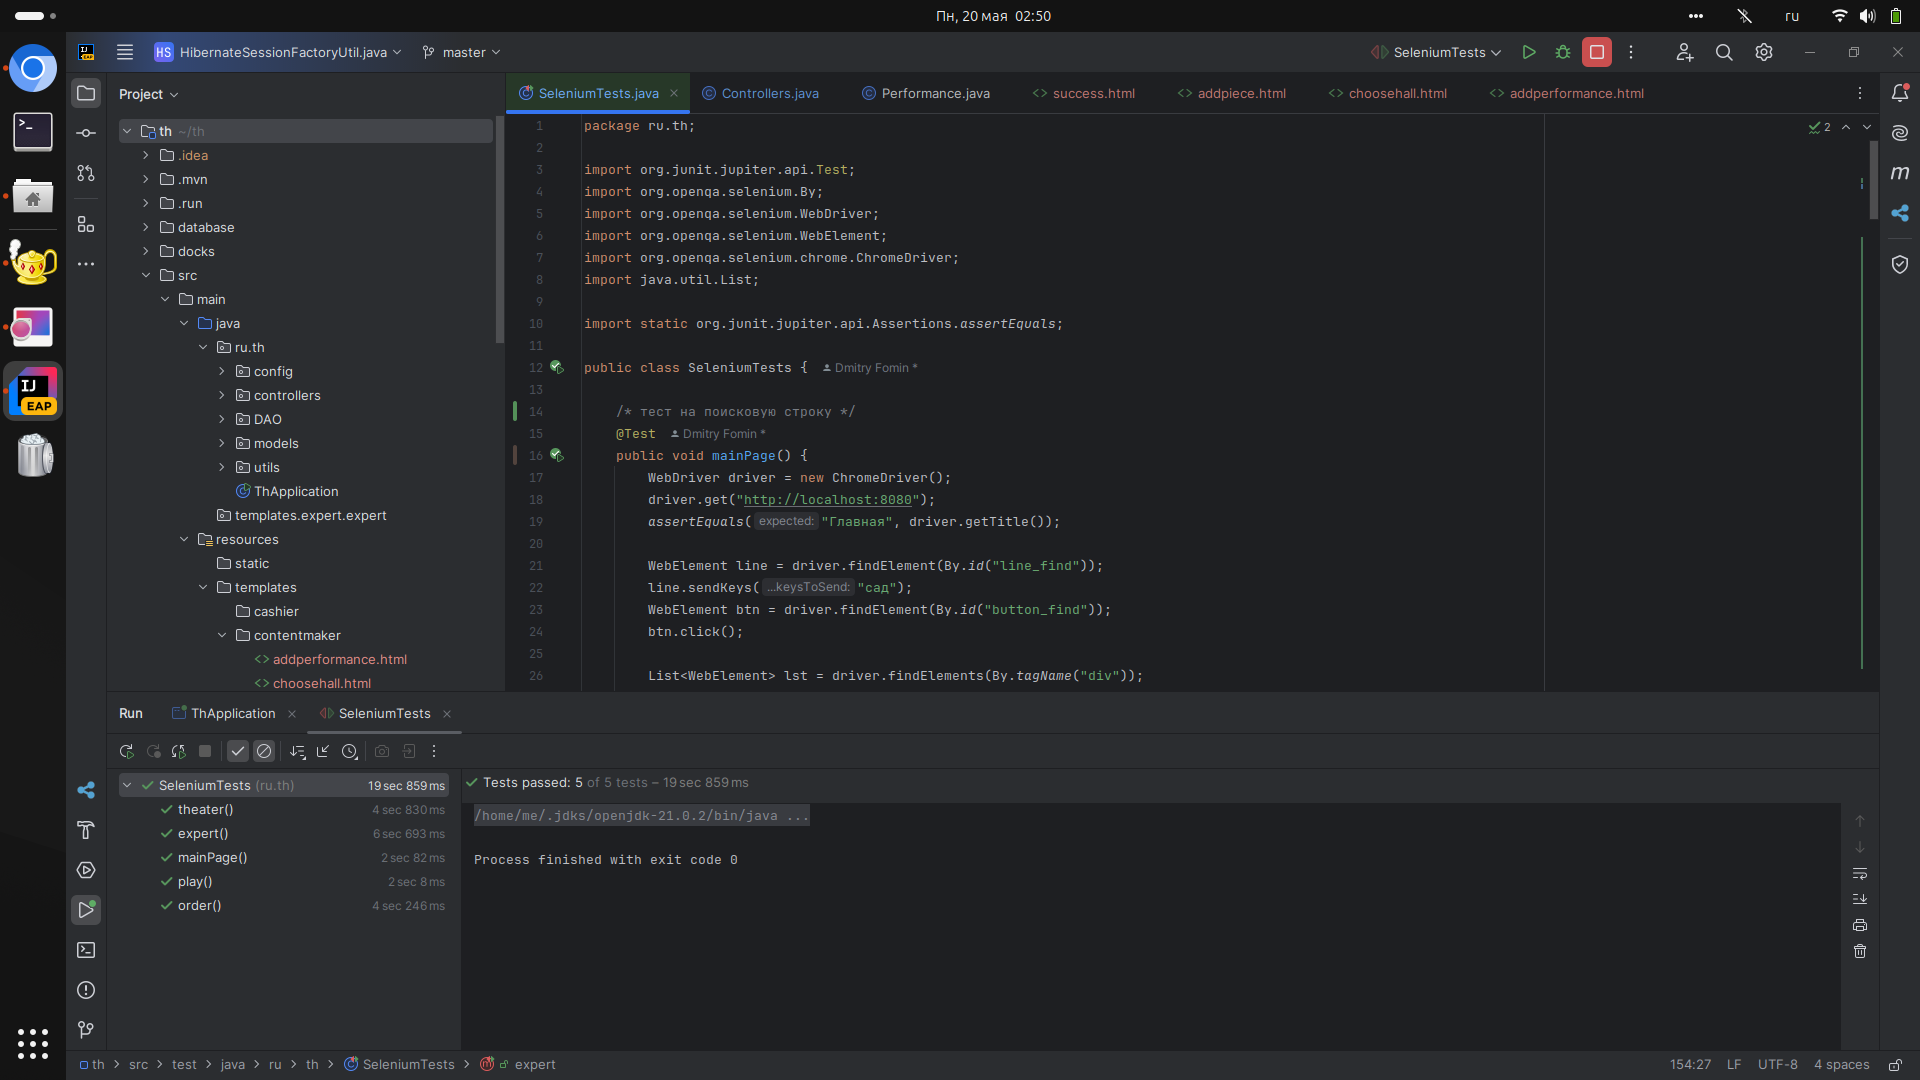 Пн, 20 мая 02:50
ru
HS HibernateSessionFactoryUtil.java
master
SeleniumTests
Project
SeleniumTests.java
Controllers.java
Performance.java
success.html
addpiece.html
choosehall.html
addperformance.html
th ~/th
.idea
.mvn
.run
database
docks
src
main
java
ru.th
config
controllers
DAO
models
utils
ThApplication
templates.expert.expert
resources
static
templates
cashier
contentmaker
addperformance.html
choosehall.html
2
1 package ru.th;
2
3 import org.junit.jupiter.api.Test;
4 import org.openqa.selenium.By;
5 import org.openqa.selenium.WebDriver;
6 import org.openqa.selenium.WebElement;
7 import org.openqa.selenium.chrome.ChromeDriver;
8 import java.util.List;
9
10 import static org.junit.jupiter.api.Assertions.assertEquals;
11
12 public class SeleniumTests { Dmitry Fomin *
13
14 /* тест на поисковую строку */
15 @Test Dmitry Fomin *
16 public void mainPage() {
17 WebDriver driver = new ChromeDriver();
18 driver.get("http://localhost:8080");
19 assertEquals( expected: "Главная", driver.getTitle());
20
21 WebElement line = driver.findElement(By.id("line_find"));
22 line.sendKeys( ...keysToSend: "сад");
23 WebElement btn = driver.findElement(By.id("button_find"));
24 btn.click();
25
26 List<WebElement> lst = driver.findElements(By.tagName("div"));
IJ
EAP
Run
ThApplication
SeleniumTests
SeleniumTests (ru.th) 19 sec 859 ms
theater() 4 sec 830 ms
expert() 6 sec 693 ms
mainPage() 2 sec 82 ms
play() 2 sec 8 ms
order() 4 sec 246 ms
Tests passed: 5 of 5 tests – 19 sec 859 ms
/home/me/.jdks/openjdk-21.0.2/bin/java ...
Process finished with exit code 0
th > src > test > java > ru > th > SeleniumTests > expert
154:27 LF UTF-8 4 spaces